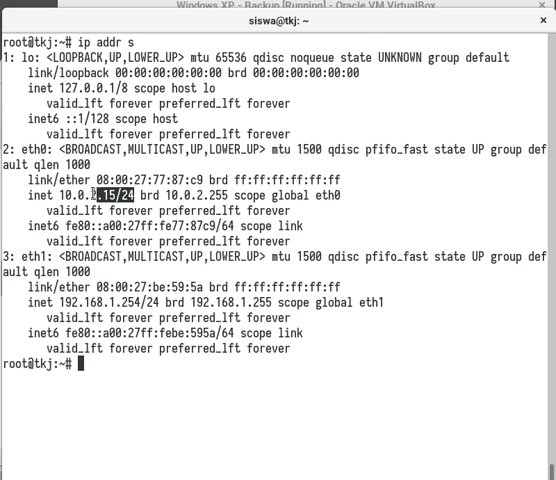 Windows XP - Backup [Running] - Oracle VM VirtualBox
siswa@tkj: ~
root@tkj:~# ip addr s
1: lo: <LOOPBACK,UP,LOWER_UP> mtu 65536 qdisc noqueue state UNKNOWN group default
link/loopback 00:00:00:00:00:00 brd 00:00:00:00:00:00
inet 127.0.0.1/8 scope host lo
valid_lft forever preferred_lft forever
inet6 ::1/128 scope host
valid_lft forever preferred_lft forever
2: eth0: <BROADCAST,MULTICAST,UP,LOWER_UP> mtu 1500 qdisc pfifo_fast state UP group def
ault qlen 1000
link/ether 08:00:27:77:87:c9 brd ff:ff:ff:ff:ff:ff
inet 10.0.2.15/24 brd 10.0.2.255 scope global eth0
valid_lft forever preferred_lft forever
inet6 fe80::a00:27ff:fe77:87c9/64 scope link
valid_lft forever preferred_lft forever
3: eth1: <BROADCAST,MULTICAST,UP,LOWER_UP> mtu 1500 qdisc pfifo_fast state UP group def
ault qlen 1000
link/ether 08:00:27:be:59:5a brd ff:ff:ff:ff:ff:ff
inet 192.168.1.254/24 brd 192.168.1.255 scope global eth1
valid_lft forever preferred_lft forever
inet6 fe80::a00:27ff:febe:595a/64 scope link
valid_lft forever preferred_lft forever
root@tkj:~#